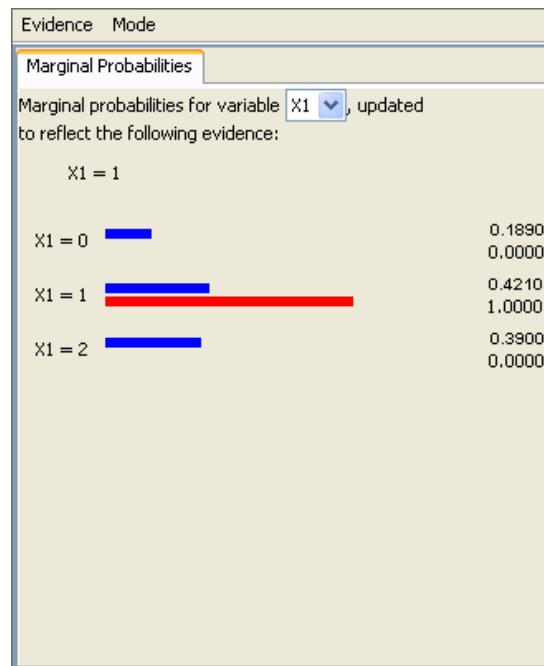 Evidence Mode
Marginal Probabilities
Marginal probabilities for variable X1, updated
to reflect the following evidence:
X1 = 1
X1 = 0 0.1890
0.0000
X1 = 1 0.4210
1.0000
X1 = 2 0.3900
0.0000